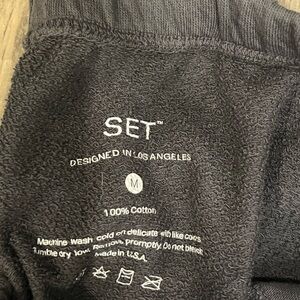 SET™
DESIGNED IN LOS ANGELES
M
100% Cotton
Machine wash cold on delicate with like colors.
Tumble dry low. Remove promptly. Do not bleach.
Made in U.S.A.